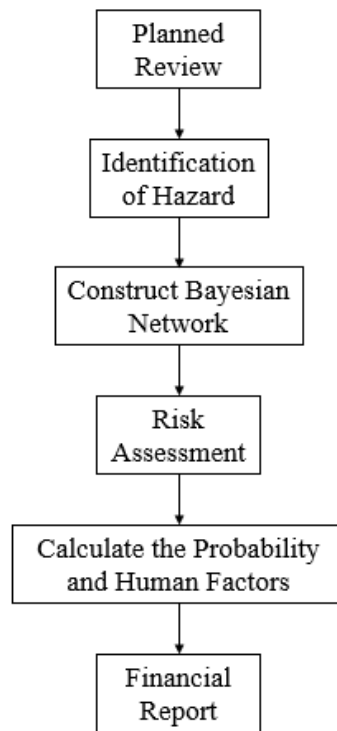 Planned
Review
Identification
of Hazard
Construct Bayesian
Network
Risk
Assessment
Calculate the Probability
and Human Factors
Financial
Report